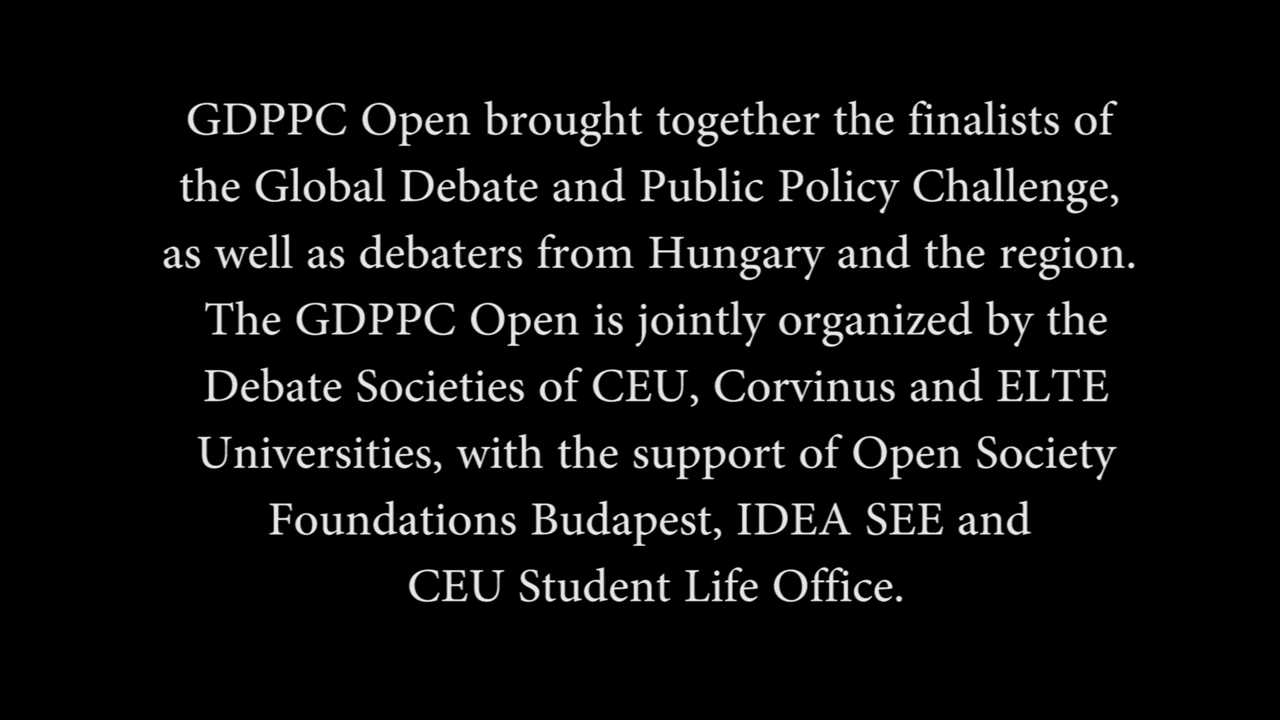 GDPPC Open brought together the finalists of
the Global Debate and Public Policy Challenge,
as well as debaters from Hungary and the region.
The GDPPC Open is jointly organized by the
Debate Societies of CEU, Corvinus and ELTE
Universities, with the support of Open Society
Foundations Budapest, IDEA SEE and
CEU Student Life Office.